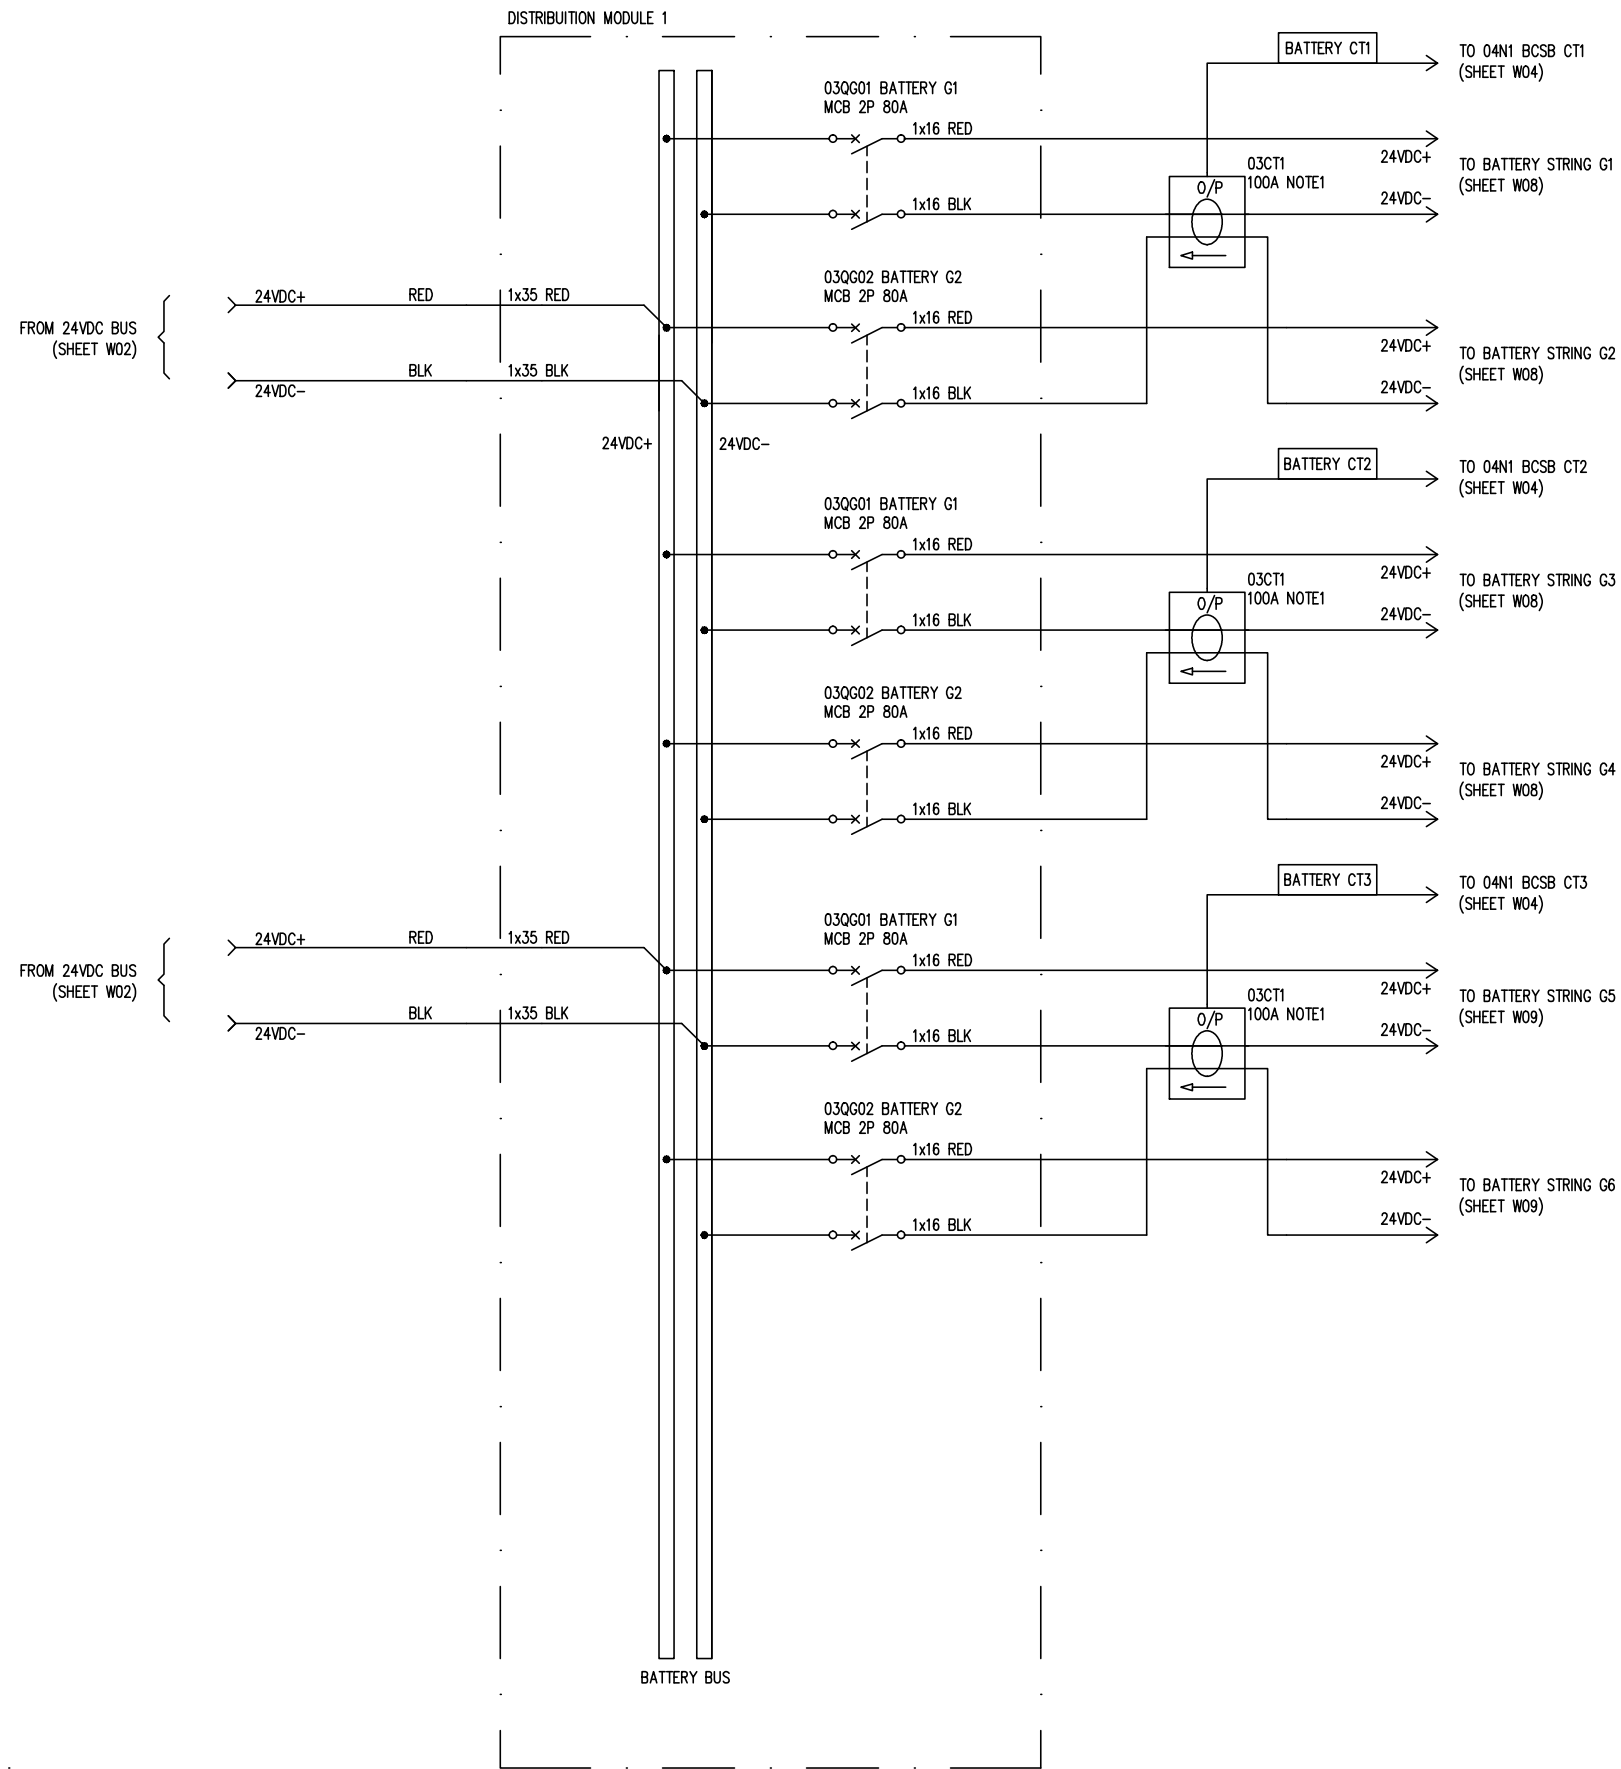 DISTRIBUITION MODULE 1
BATTERY CT1
TO 04N1 BCSB CT1
(SHEET W04)
03QG01 BATTERY G1
MCB 2P 80A
1x16 RED
24VDC+
03CT1
100A NOTE1
O/P
TO BATTERY STRING G1
(SHEET W08)
1x16 BLK
24VDC-
03QG02 BATTERY G2
MCB 2P 80A
FROM 24VDC BUS
(SHEET W02)
24VDC+
RED
1x35 RED
1x16 RED
24VDC+
TO BATTERY STRING G2
(SHEET W08)
24VDC-
BLK
1x35 BLK
1x16 BLK
24VDC-
24VDC+
24VDC-
BATTERY CT2
TO 04N1 BCSB CT2
(SHEET W04)
03QG01 BATTERY G1
MCB 2P 80A
1x16 RED
24VDC+
03CT1
100A NOTE1
O/P
TO BATTERY STRING G3
(SHEET W08)
1x16 BLK
24VDC-
03QG02 BATTERY G2
MCB 2P 80A
1x16 RED
24VDC+
TO BATTERY STRING G4
(SHEET W08)
1x16 BLK
24VDC-
BATTERY CT3
TO 04N1 BCSB CT3
(SHEET W04)
03QG01 BATTERY G1
MCB 2P 80A
FROM 24VDC BUS
(SHEET W02)
24VDC+
RED
1x35 RED
1x16 RED
24VDC+
03CT1
100A NOTE1
O/P
TO BATTERY STRING G5
(SHEET W09)
24VDC-
BLK
1x35 BLK
1x16 BLK
24VDC-
03QG02 BATTERY G2
MCB 2P 80A
1x16 RED
24VDC+
TO BATTERY STRING G6
(SHEET W09)
1x16 BLK
24VDC-
BATTERY BUS